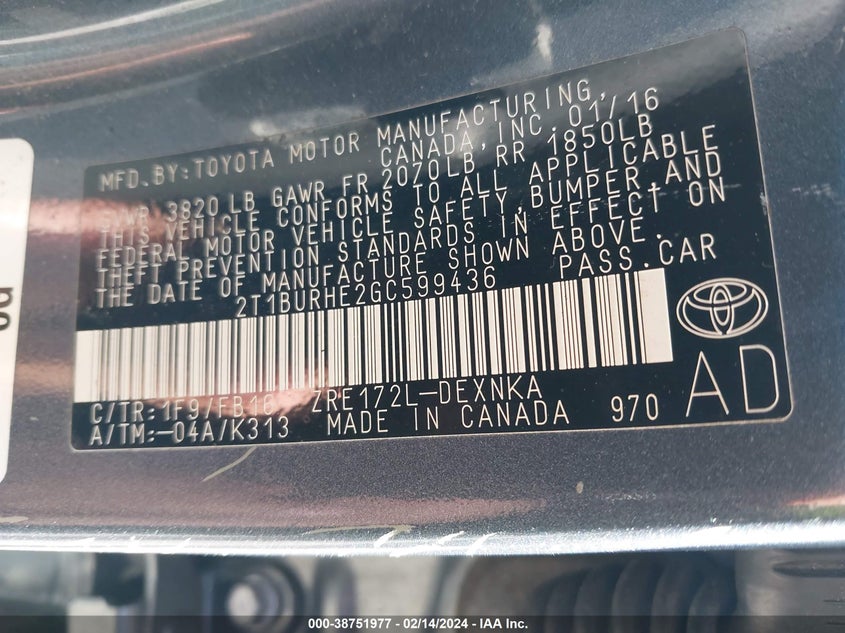 MFD.BY:TOYOTA MOTOR MANUFACTURING,
CANADA,INC. 01/16
GVWR 3820 LB GAWR FR 2070LB RR 1850LB
THIS VEHICLE CONFORMS TO ALL APPLICABLE
FEDERAL MOTOR VEHICLE SAFETY,BUMPER,AND
THEFT PREVENTION STANDARDS IN EFFECT ON
THE DATE OF MANUFACTURE SHOWN ABOVE.
2T1BURHE2GC599436 PASS.CAR
C/TR:1F9/FB16 ZRE172L-DEXNKA
A/TM:-04A/K313 MADE IN CANADA 970
AD
000-38751977 - 02/14/2024 - IAA Inc.